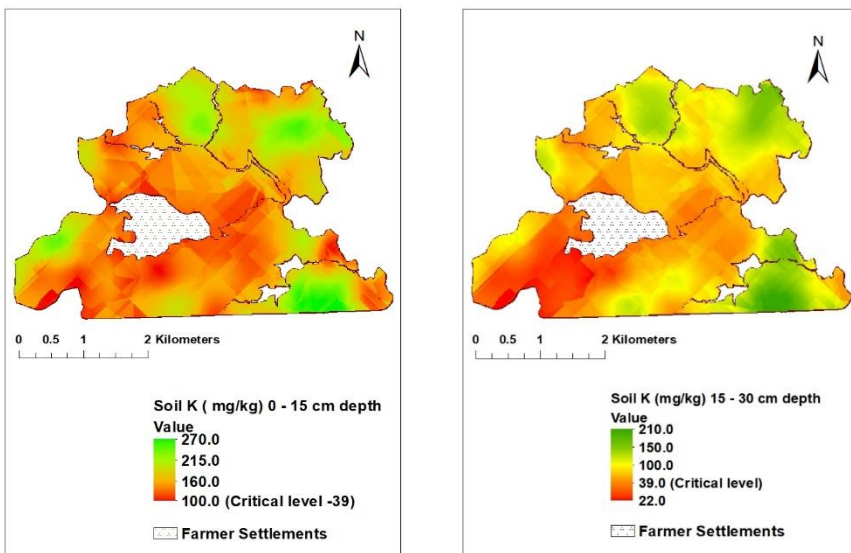 N
0 0.5 1 2 Kilometers
Soil K ( mg/kg) 0 - 15 cm depth
Value
270.0
215.0
160.0
100.0 (Critical level -39)
Farmer Settlements
N
0 0.5 1 2 Kilometers
Soil K (mg/kg) 15 - 30 cm depth
Value
210.0
150.0
100.0
39.0 (Critical level)
22.0
Farmer Settlements